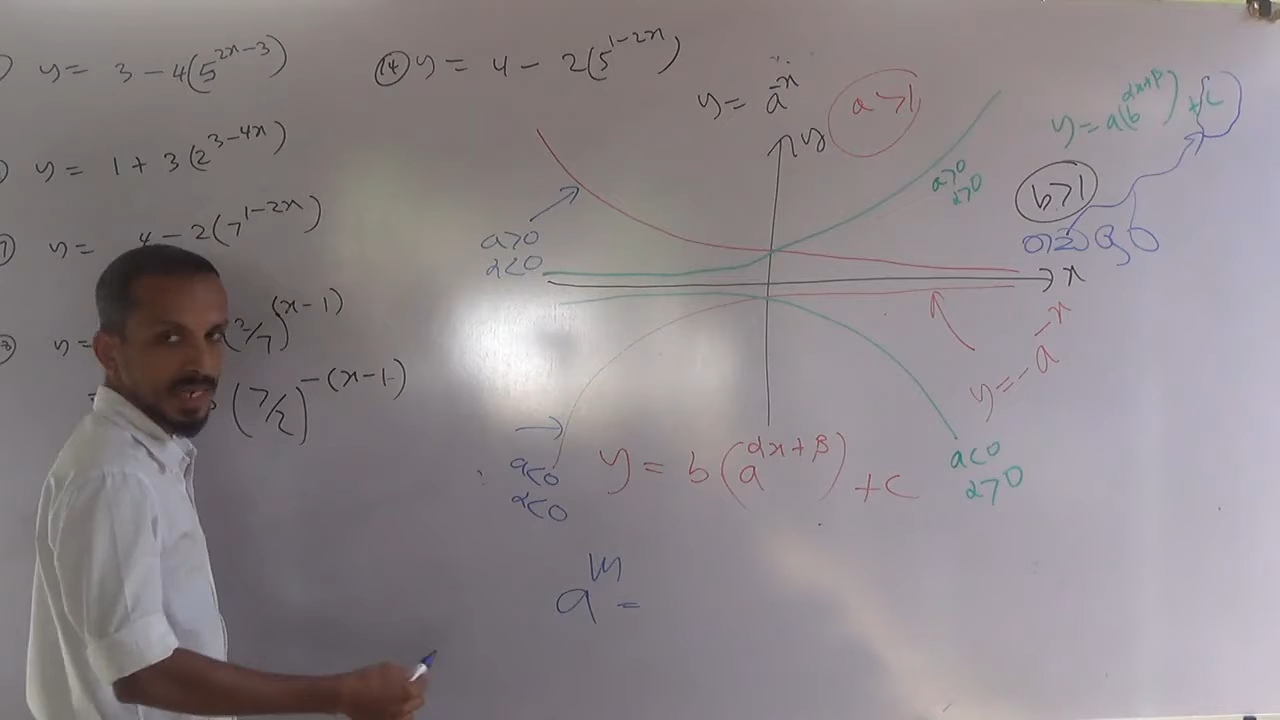 y = 3 - 4(5^{2x-3})
y = 1 + 3(2^{3-4x})
y = 4 - 2(7^{1-2x})
y = (2/7)^{(x-1)}
(7/2)^{-(x-1)}
⑭ y = 4 - 2(5^{1-2x})
y = a^{-x}
a>1
y
x
a>0
α<0
a>0
α>0
a<0
α<0
a<0
α>0
y = -a^{-x}
y = a(b^{αx+β}) + c
b>1
y = b(a^{αx+β}) + c
a^m =